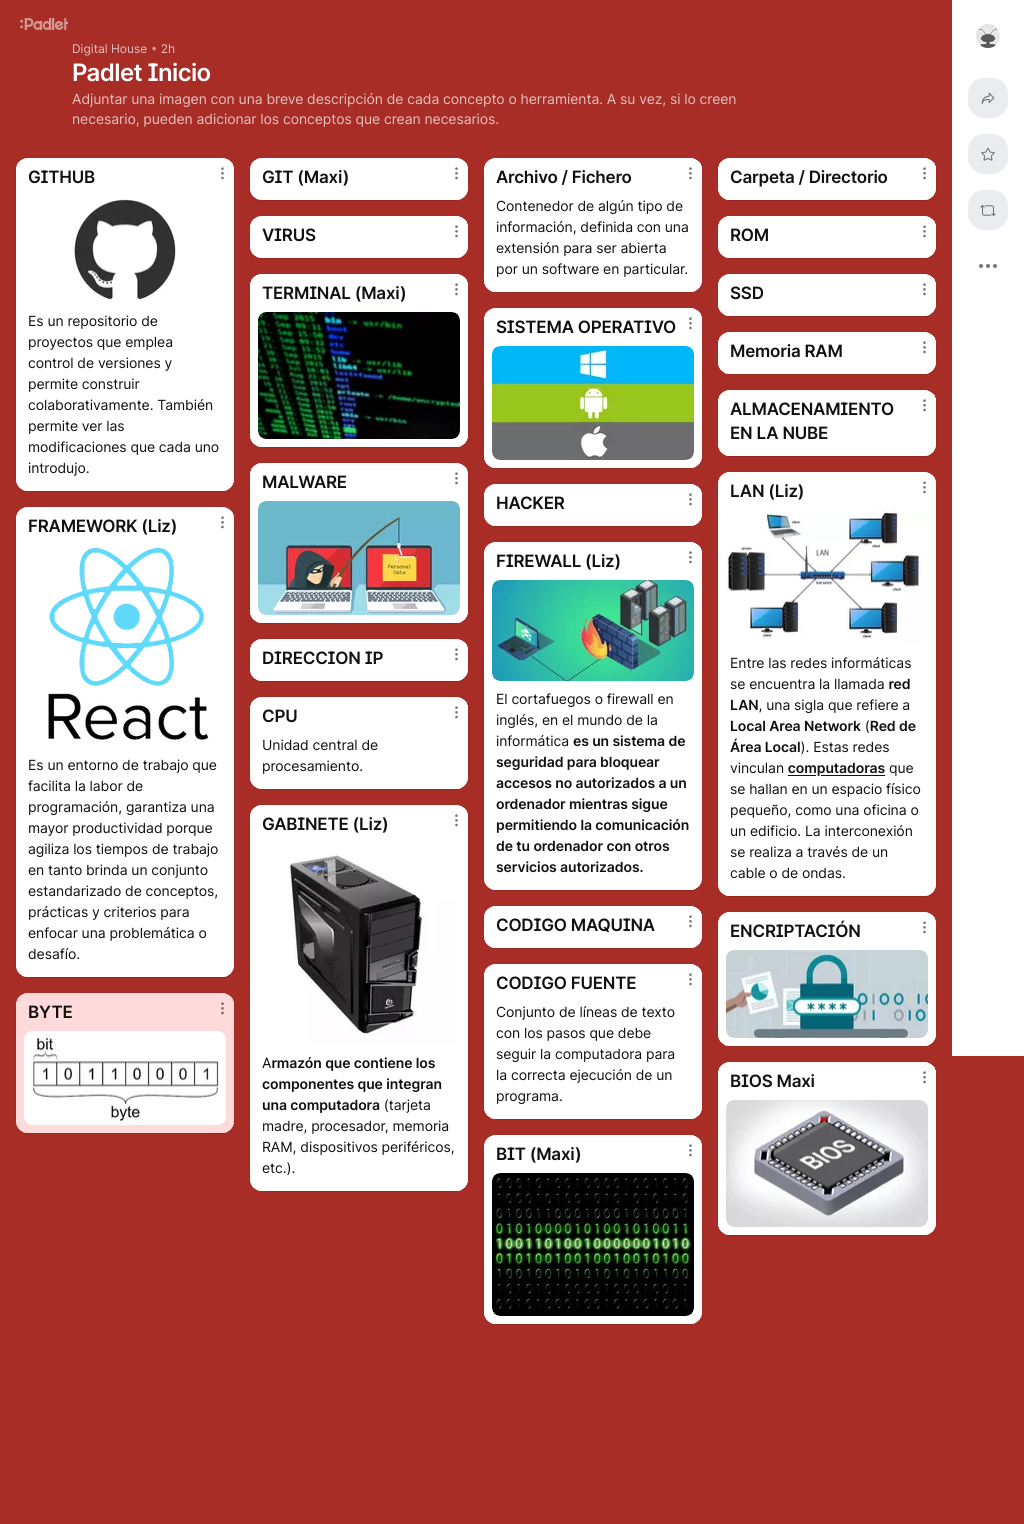 :Padlet
Digital House • 2h
Padlet Inicio
Adjuntar una imagen con una breve descripción de cada concepto o herramienta. A su vez, si lo creen
necesario, pueden adicionar los conceptos que crean necesarios.
GITHUB
Es un repositorio de
proyectos que emplea
control de versiones y
permite construir
colaborativamente. También
permite ver las
modificaciones que cada uno
introdujo.
FRAMEWORK (Liz)
React
Es un entorno de trabajo que
facilita la labor de
programación, garantiza una
mayor productividad porque
agiliza los tiempos de trabajo
en tanto brinda un conjunto
estandarizado de conceptos,
prácticas y criterios para
enfocar una problemática o
desafío.
BYTE
bit
1 0 1 1 0 0 0 1
byte
GIT (Maxi)
VIRUS
TERMINAL (Maxi)
MALWARE
Personal
Data
DIRECCION IP
CPU
Unidad central de
procesamiento.
GABINETE (Liz)
Armazón que contiene los
componentes que integran
una computadora (tarjeta
madre, procesador, memoria
RAM, dispositivos periféricos,
etc.).
Archivo / Fichero
Contenedor de algún tipo de
información, definida con una
extensión para ser abierta
por un software en particular.
SISTEMA OPERATIVO
HACKER
FIREWALL (Liz)
El cortafuegos o firewall en
inglés, en el mundo de la
informática es un sistema de
seguridad para bloquear
accesos no autorizados a un
ordenador mientras sigue
permitiendo la comunicación
de tu ordenador con otros
servicios autorizados.
CODIGO MAQUINA
CODIGO FUENTE
Conjunto de líneas de texto
con los pasos que debe
seguir la computadora para
la correcta ejecución de un
programa.
BIT (Maxi)
Carpeta / Directorio
ROM
SSD
Memoria RAM
ALMACENAMIENTO
EN LA NUBE
LAN (Liz)
LAN
Entre las redes informáticas
se encuentra la llamada red
LAN, una sigla que refiere a
Local Area Network (Red de
Área Local). Estas redes
vinculan computadoras que
se hallan en un espacio físico
pequeño, como una oficina o
un edificio. La interconexión
se realiza a través de un
cable o de ondas.
ENCRIPTACIÓN
****
BIOS Maxi
BIOS